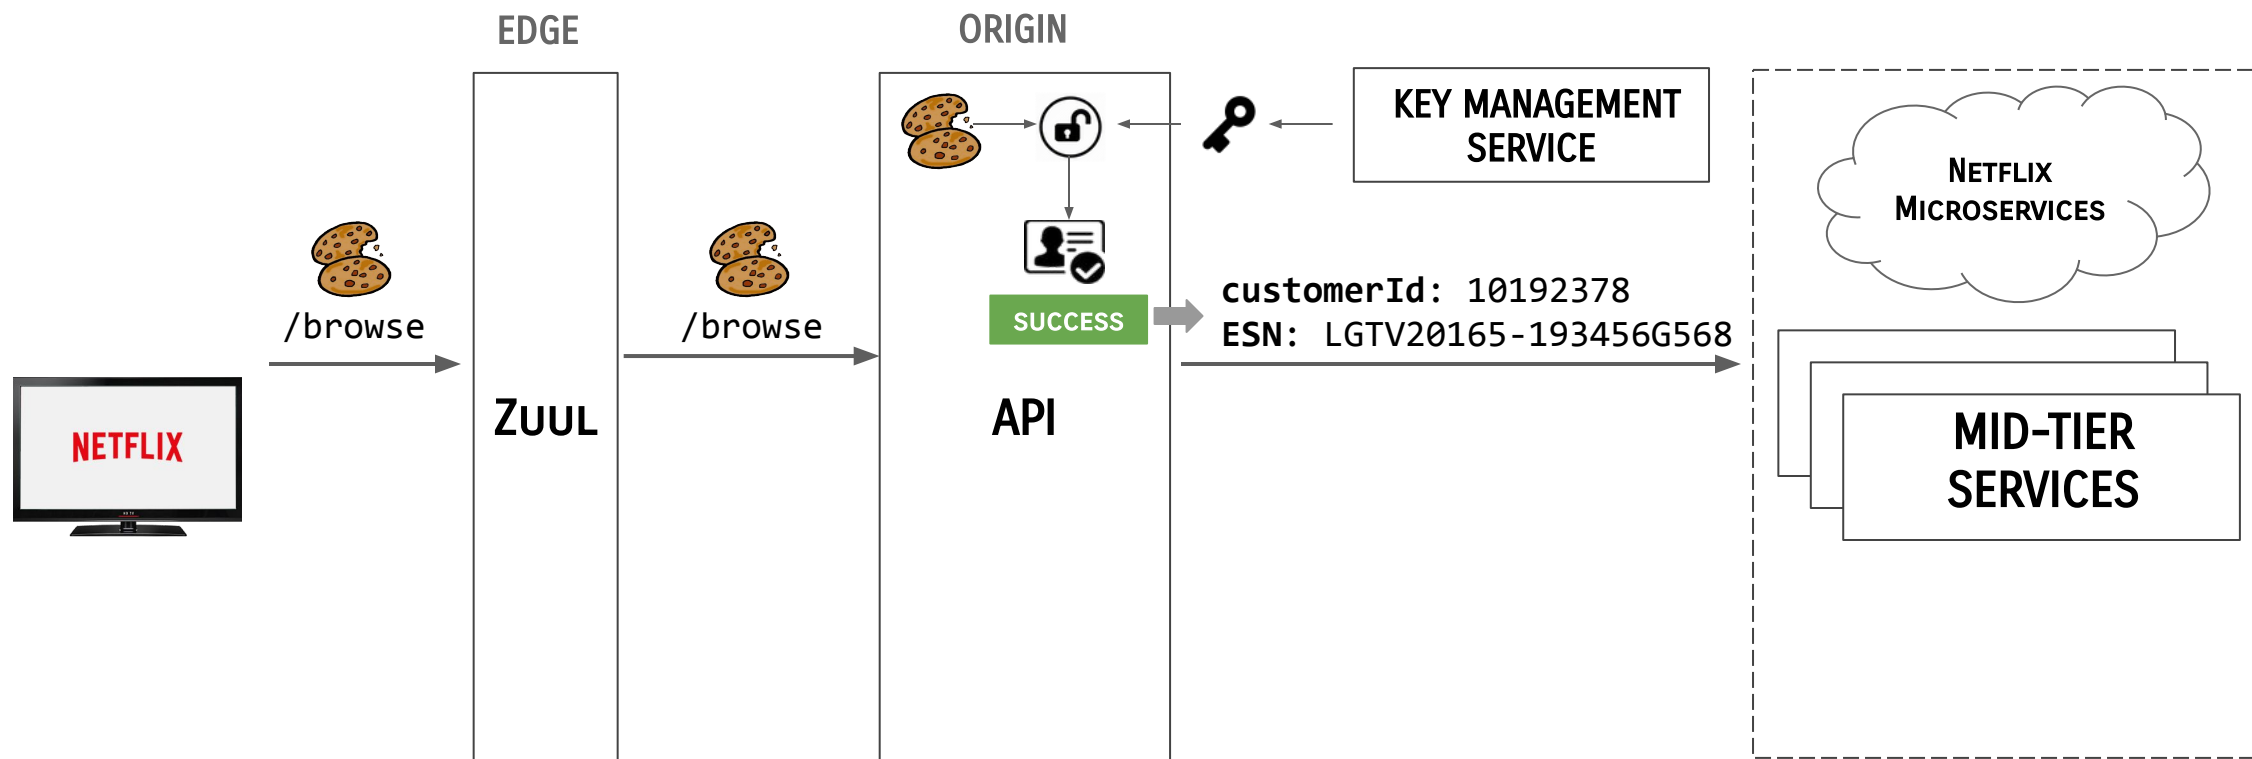 EDGE
ORIGIN
KEY MANAGEMENT
SERVICE
NETFLIX
MICROSERVICES
/browse
/browse
SUCCESS
customerId: 10192378
ESN: LGTV20165-193456G568
NETFLIX
ZUUL
API
MID-TIER
SERVICES